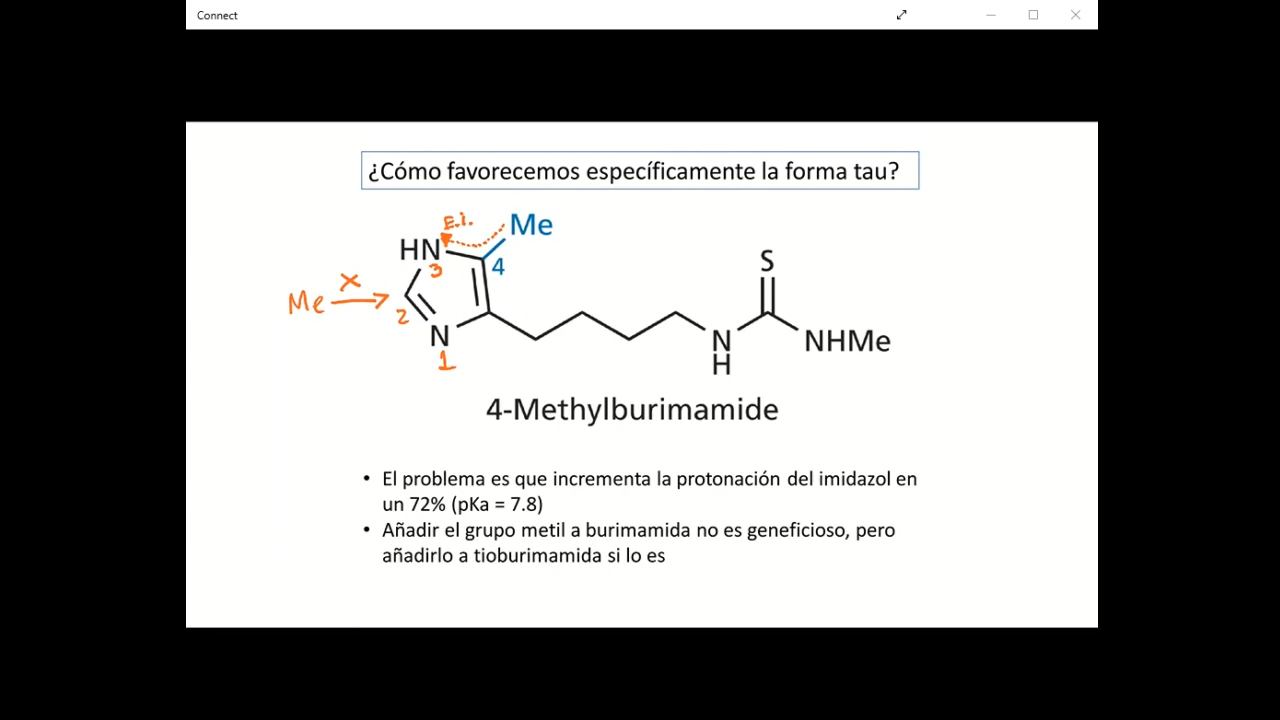 Connect
¿Cómo favorecemos específicamente la forma tau?
E.i.
Me
HN
3
4
S
Me x
2
N
1
N
H
NHMe
4-Methylburimamide
• El problema es que incrementa la protonación del imidazol en
un 72% (pKa = 7.8)
• Añadir el grupo metil a burimamida no es geneficioso, pero
añadirlo a tioburimamida si lo es